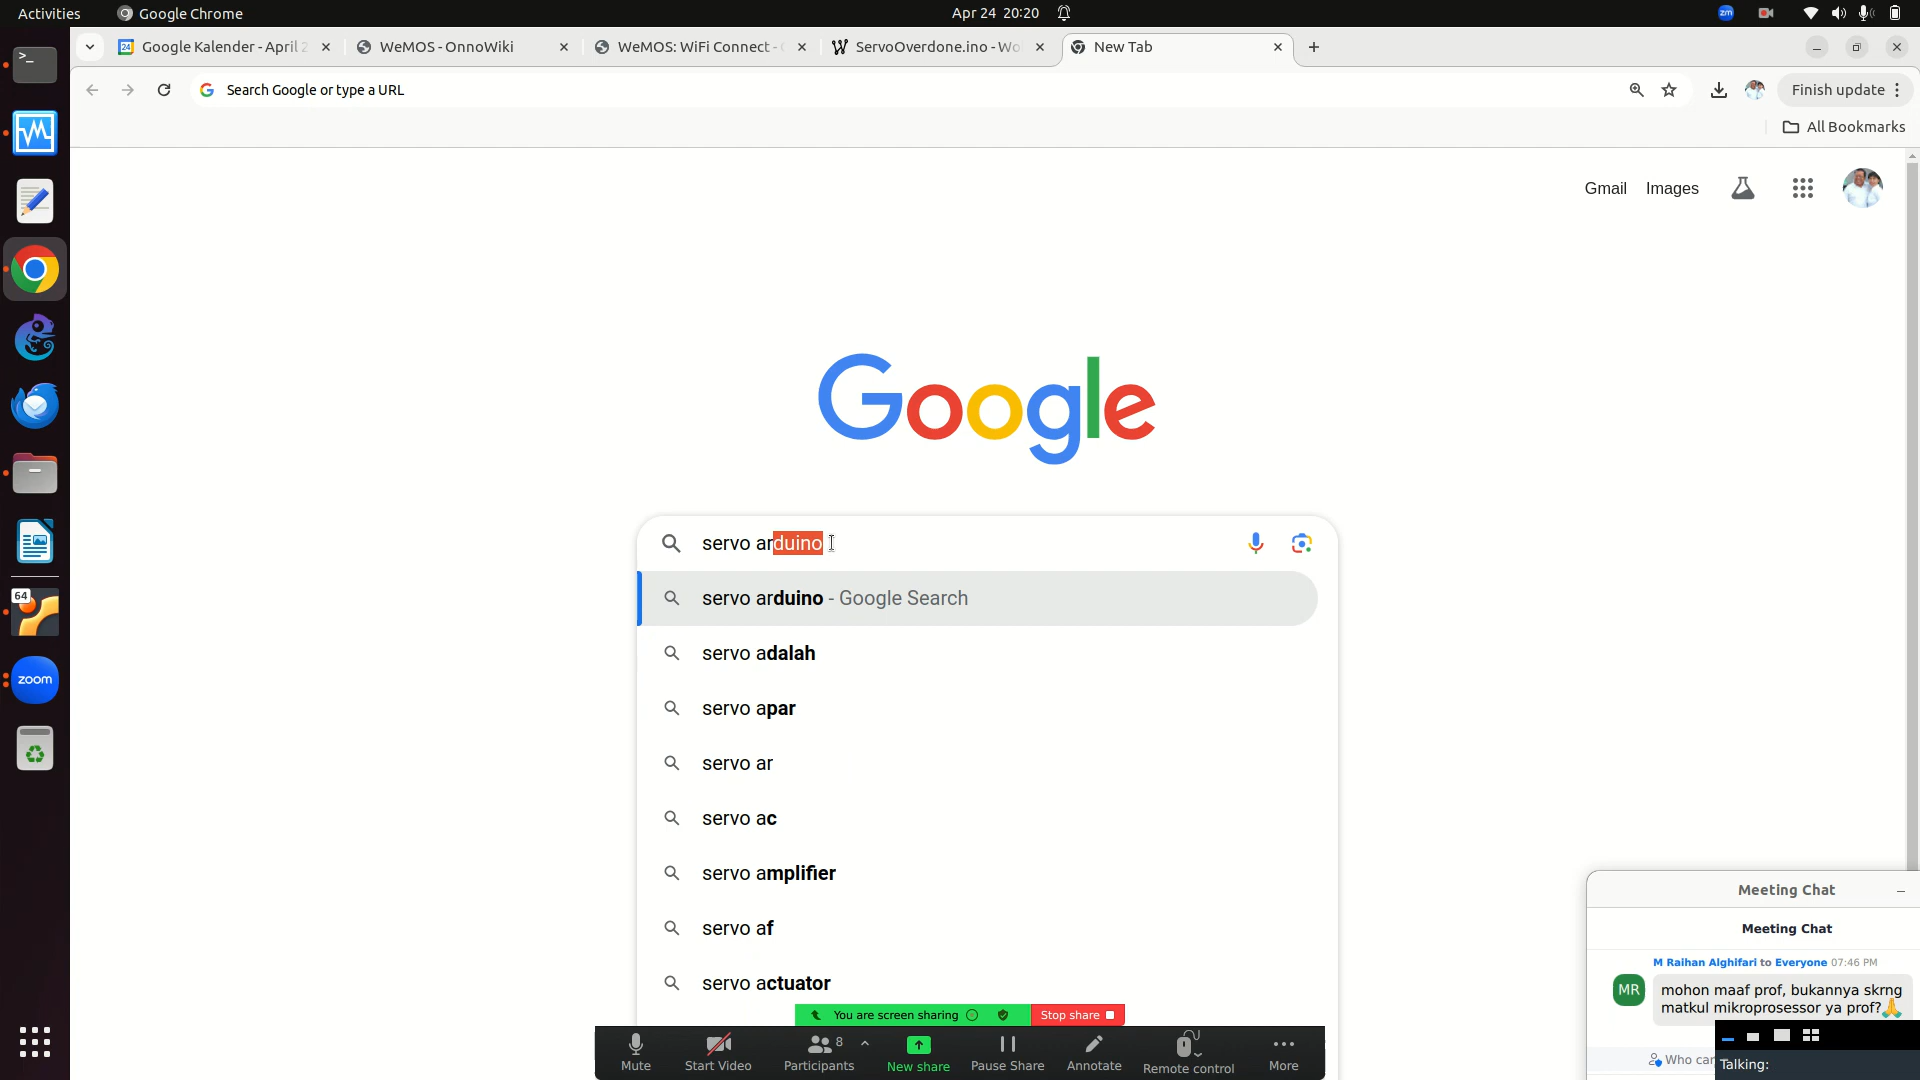 Activities
Google Chrome
Apr 24 20:20
zm
Google Kalender - April 2
WeMOS - OnnoWiki
WeMOS: WiFi Connect -
ServoOverdone.ino - Wo
New Tab
Search Google or type a URL
Finish update
All Bookmarks
Gmail
Images
Google
servo arduino
servo arduino - Google Search
servo adalah
servo apar
servo ar
servo ac
servo amplifier
servo af
servo actuator
64
zoom
You are screen sharing
Stop share
Mute
Start Video
Participants
8
New share
Pause Share
Annotate
Remote control
More
Meeting Chat
Meeting Chat
M Raihan Alghifari to Everyone 07:46 PM
MR
mohon maaf prof, bukannya skrng
matkul mikroprosessor ya prof?🙏
Who can
Talking: